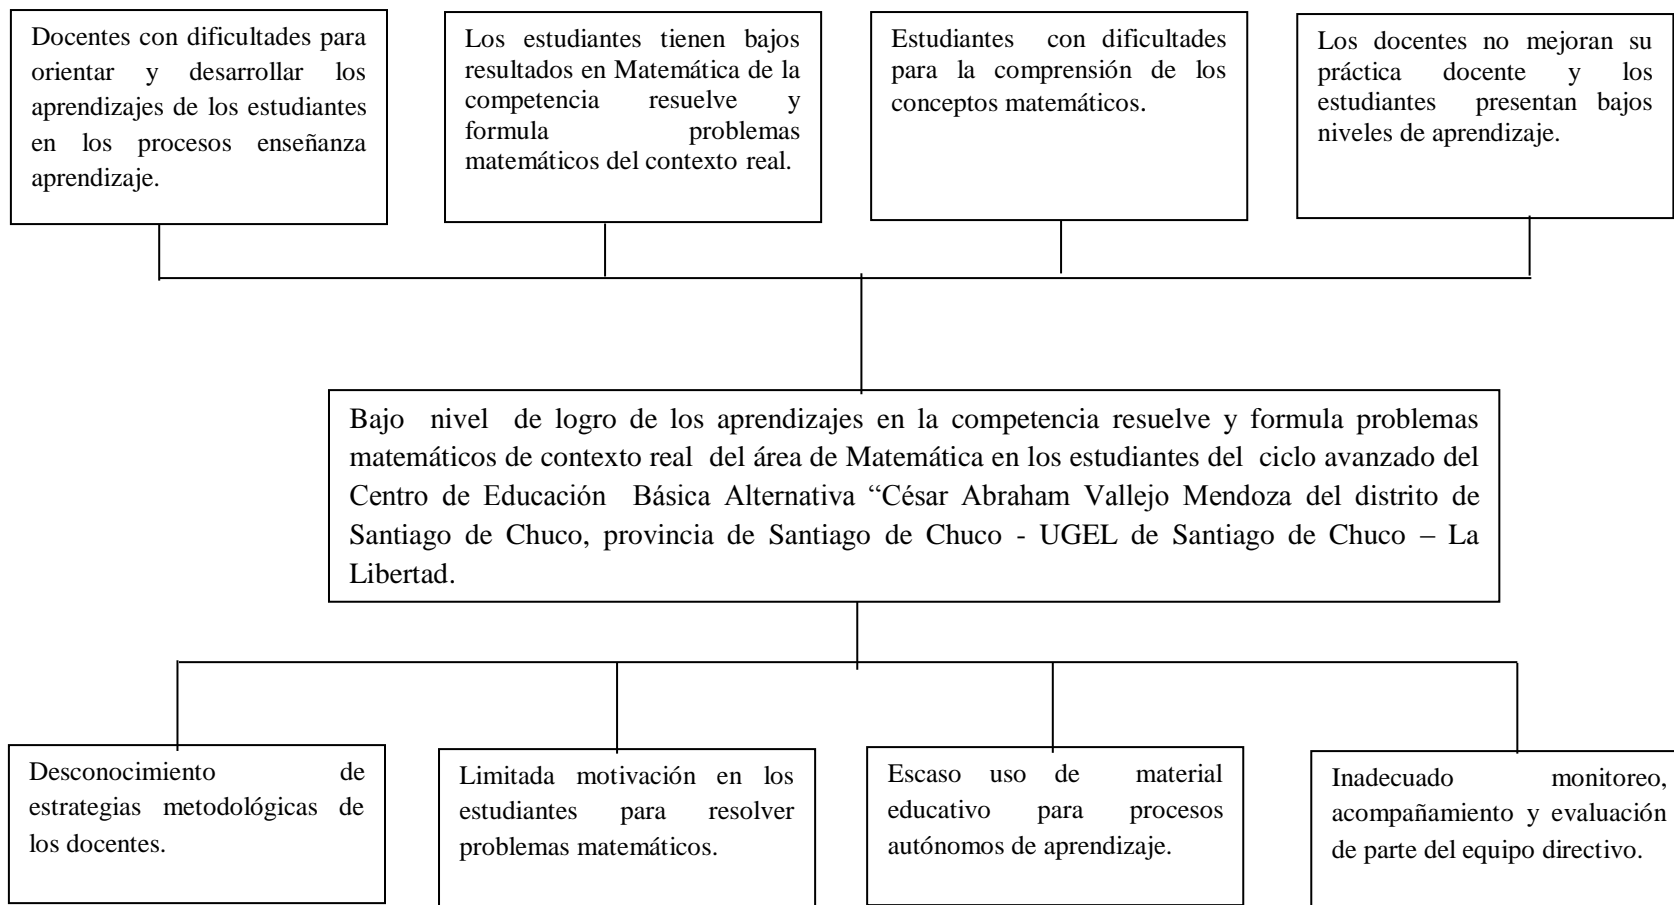 Docentes con dificultades para
orientar y desarrollar los
aprendizajes de los estudiantes
en los procesos enseñanza
aprendizaje.
Los estudiantes tienen bajos
resultados en Matemática de la
competencia resuelve y
formula problemas
matemáticos del contexto real.
Estudiantes con dificultades
para la comprensión de los
conceptos matemáticos.
Los docentes no mejoran su
práctica docente y los
estudiantes presentan bajos
niveles de aprendizaje.
Bajo nivel de logro de los aprendizajes en la competencia resuelve y formula problemas
matemáticos de contexto real del área de Matemática en los estudiantes del ciclo avanzado del
Centro de Educación Básica Alternativa “César Abraham Vallejo Mendoza del distrito de
Santiago de Chuco, provincia de Santiago de Chuco - UGEL de Santiago de Chuco – La
Libertad.
Desconocimiento de
estrategias metodológicas de
los docentes.
Limitada motivación en los
estudiantes para resolver
problemas matemáticos.
Escaso uso de material
educativo para procesos
autónomos de aprendizaje.
Inadecuado monitoreo,
acompañamiento y evaluación
de parte del equipo directivo.